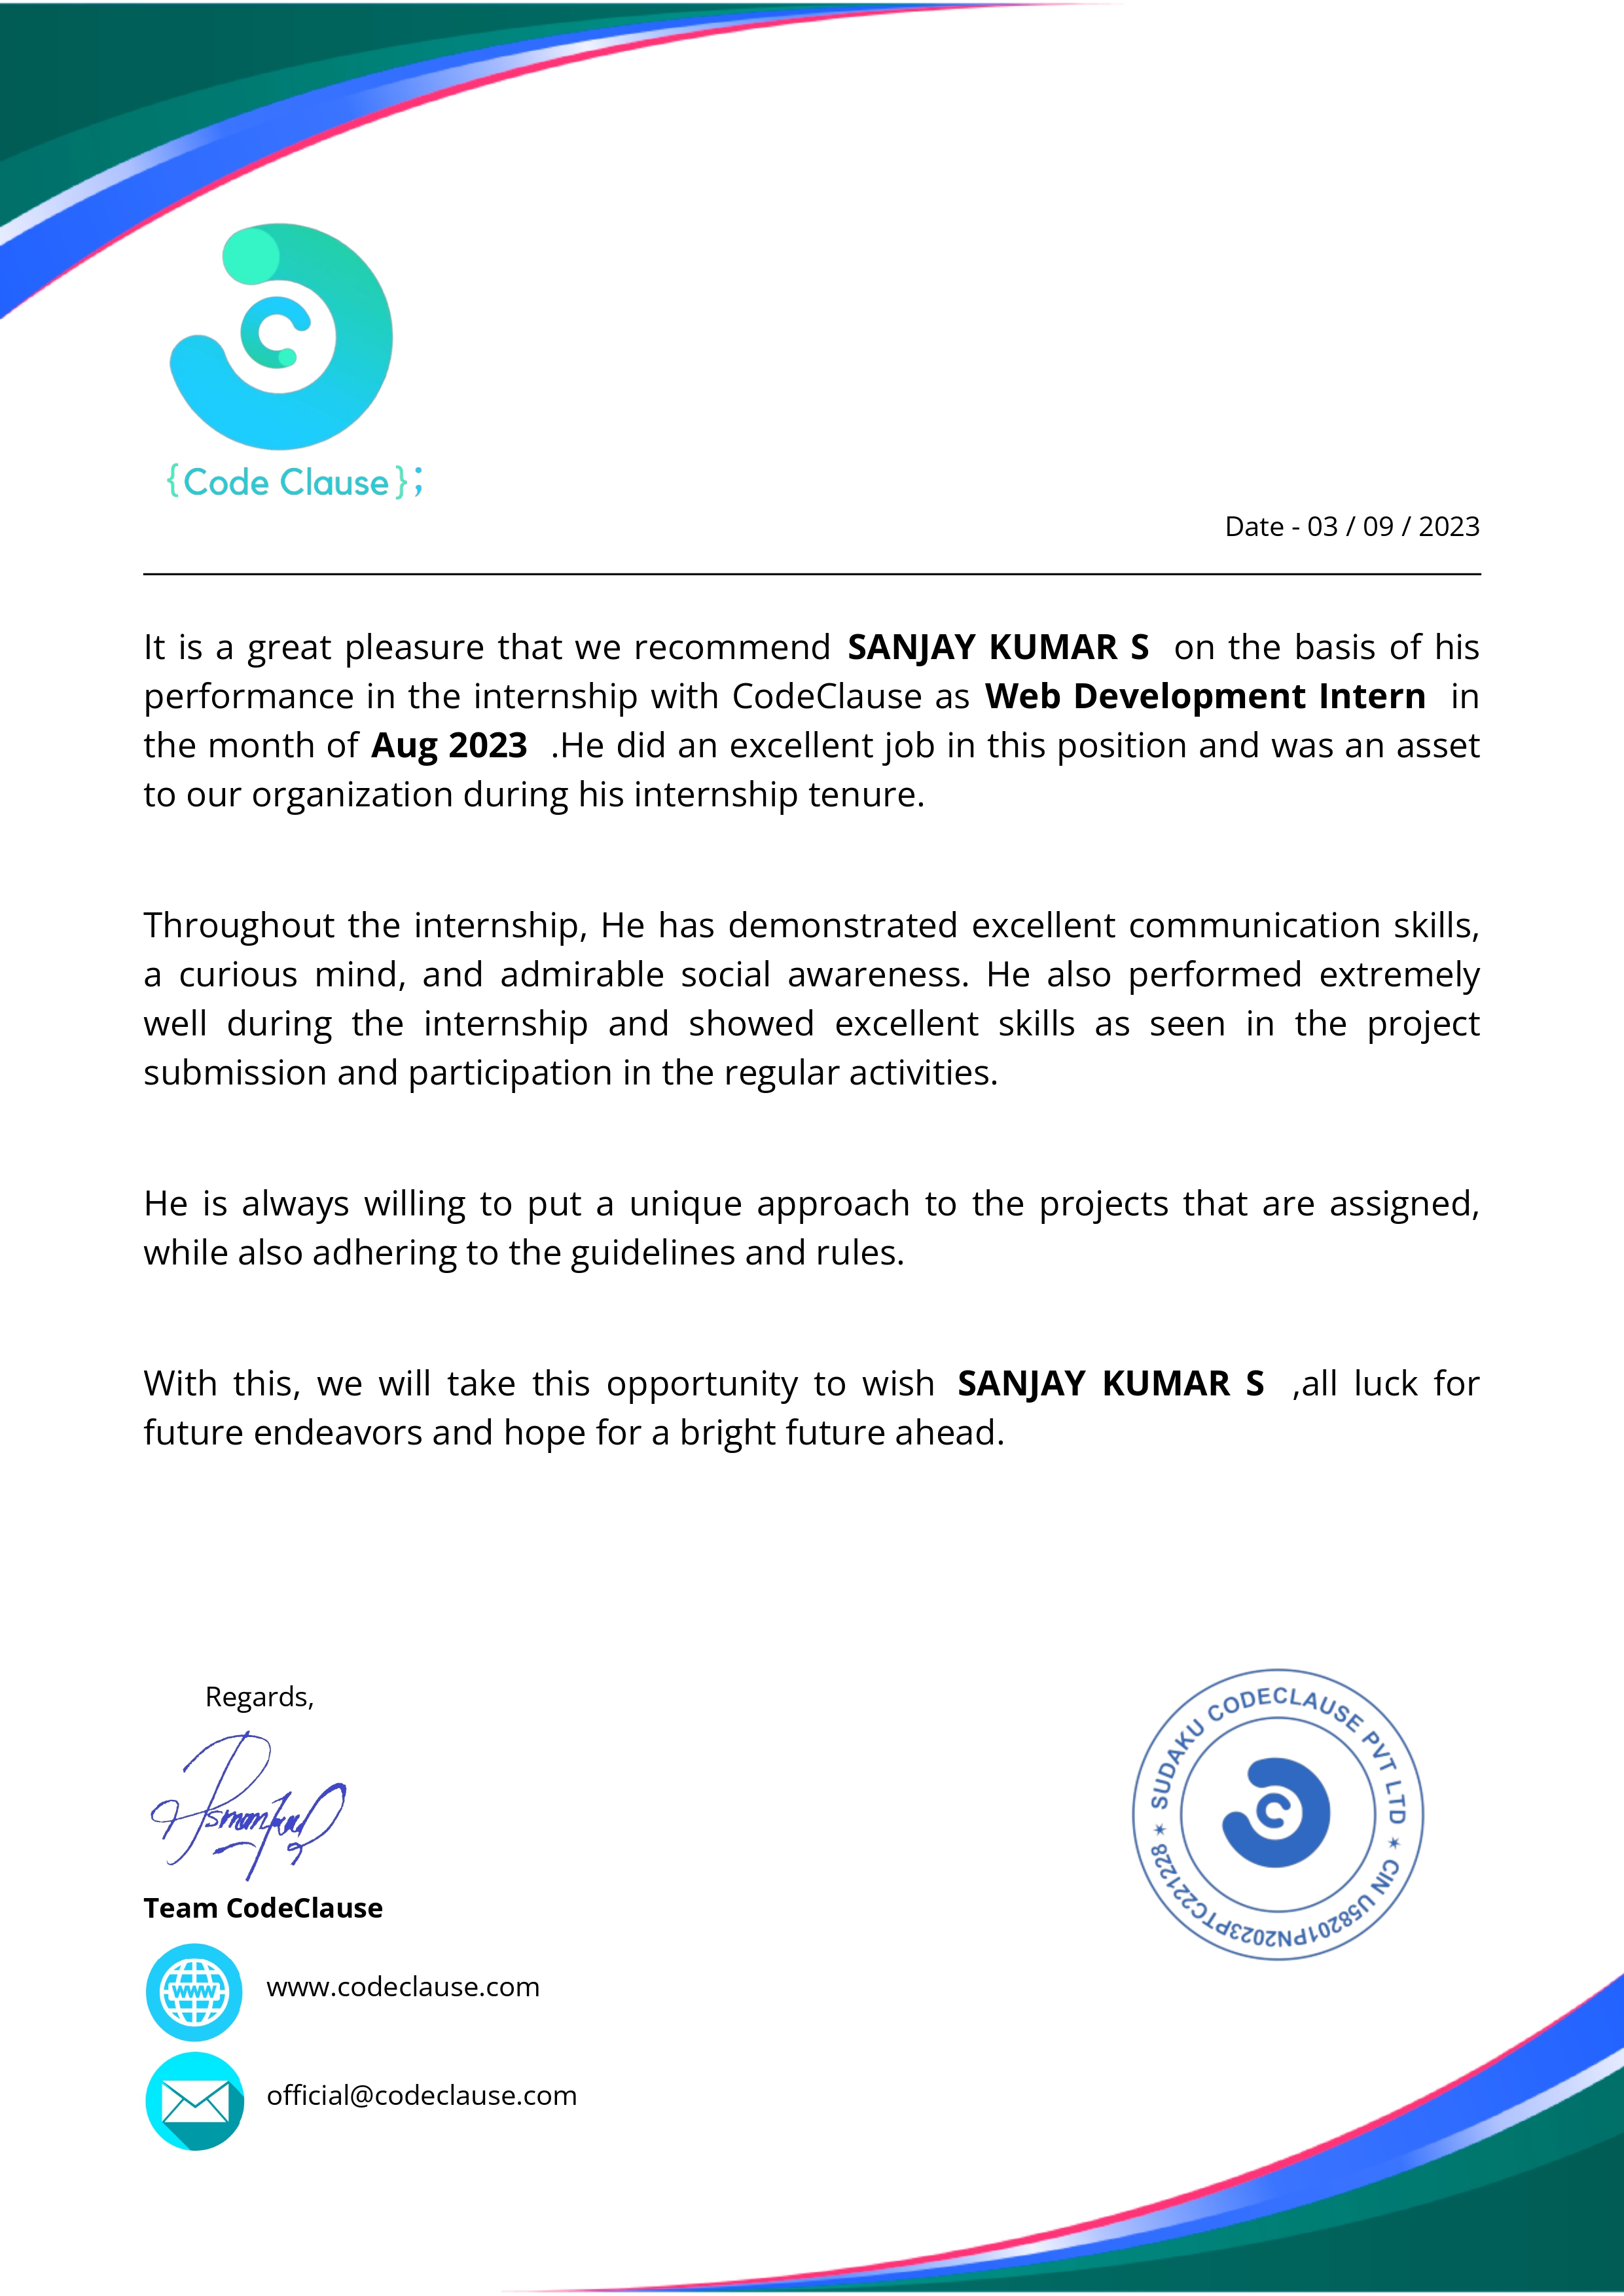 {Code Clause};
Date - 03 / 09 / 2023
It is a great pleasure that we recommend SANJAY KUMAR S on the basis of his
performance in the internship with CodeClause as Web Development Intern in
the month of Aug 2023 .He did an excellent job in this position and was an asset
to our organization during his internship tenure.
Throughout the internship, He has demonstrated excellent communication skills,
a curious mind, and admirable social awareness. He also performed extremely
well during the internship and showed excellent skills as seen in the project
submission and participation in the regular activities.
He is always willing to put a unique approach to the projects that are assigned,
while also adhering to the guidelines and rules.
With this, we will take this opportunity to wish SANJAY KUMAR S ,all luck for
future endeavors and hope for a bright future ahead.
Regards,
Team CodeClause
WWW
www.codeclause.com
official@codeclause.com
SUDAKU CODECLAUSE PVT LTD ✶ CIN U58201PN2023PTC221228 ✶